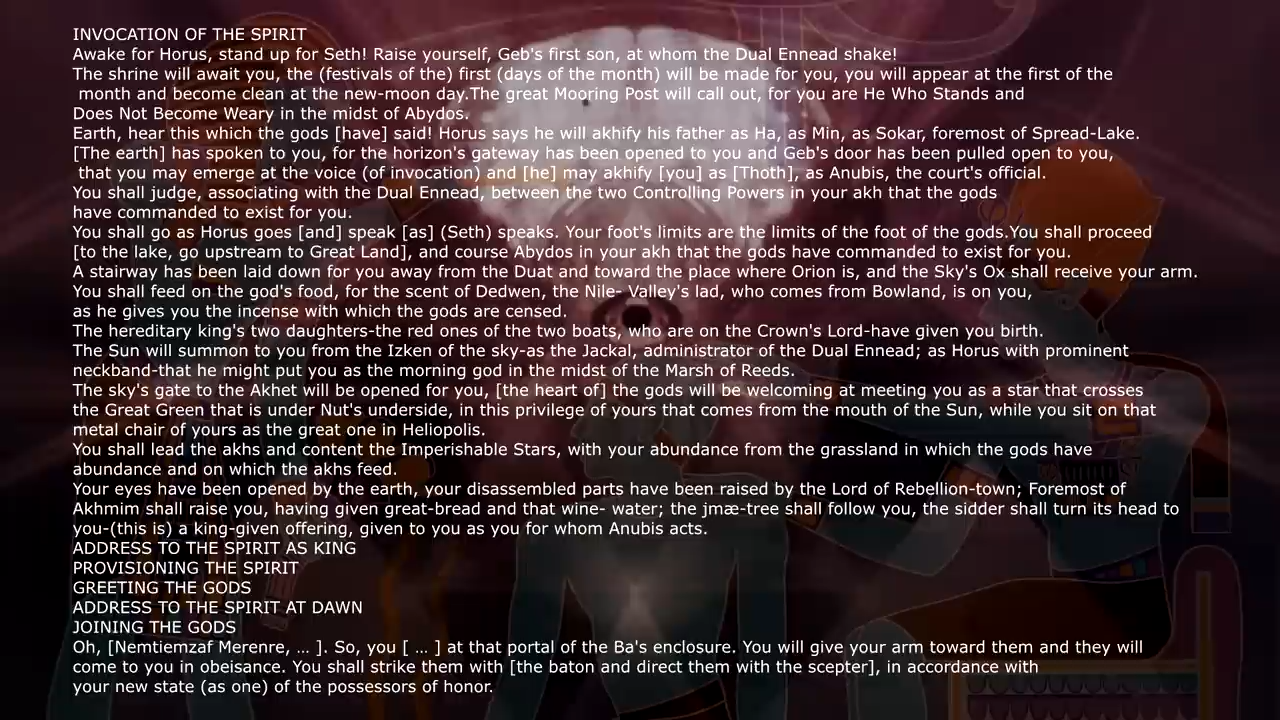 INVOCATION OF THE SPIRIT
Awake for Horus, stand up for Seth! Raise yourself, Geb's first son, at whom the Dual Ennead shake!
The shrine will await you, the (festivals of the) first (days of the month) will be made for you, you will appear at the first of the
month and become clean at the new-moon day.The great Mooring Post will call out, for you are He Who Stands and
Does Not Become Weary in the midst of Abydos.
Earth, hear this which the gods [have] said! Horus says he will akhify his father as Ha, as Min, as Sokar, foremost of Spread-Lake.
[The earth] has spoken to you, for the horizon's gateway has been opened to you and Geb's door has been pulled open to you,
that you may emerge at the voice (of invocation) and [he] may akhify [you] as [Thoth], as Anubis, the court's official.
You shall judge, associating with the Dual Ennead, between the two Controlling Powers in your akh that the gods
have commanded to exist for you.
You shall go as Horus goes [and] speak [as] (Seth) speaks. Your foot's limits are the limits of the foot of the gods.You shall proceed
[to the lake, go upstream to Great Land], and course Abydos in your akh that the gods have commanded to exist for you.
A stairway has been laid down for you away from the Duat and toward the place where Orion is, and the Sky's Ox shall receive your arm.
You shall feed on the god's food, for the scent of Dedwen, the Nile- Valley's lad, who comes from Bowland, is on you,
as he gives you the incense with which the gods are censed.
The hereditary king's two daughters-the red ones of the two boats, who are on the Crown's Lord-have given you birth.
The Sun will summon to you from the Izken of the sky-as the Jackal, administrator of the Dual Ennead; as Horus with prominent
neckband-that he might put you as the morning god in the midst of the Marsh of Reeds.
The sky's gate to the Akhet will be opened for you, [the heart of] the gods will be welcoming at meeting you as a star that crosses
the Great Green that is under Nut's underside, in this privilege of yours that comes from the mouth of the Sun, while you sit on that
metal chair of yours as the great one in Heliopolis.
You shall lead the akhs and content the Imperishable Stars, with your abundance from the grassland in which the gods have
abundance and on which the akhs feed.
Your eyes have been opened by the earth, your disassembled parts have been raised by the Lord of Rebellion-town; Foremost of
Akhmim shall raise you, having given great-bread and that wine- water; the jmæ-tree shall follow you, the sidder shall turn its head to
you-(this is) a king-given offering, given to you as you for whom Anubis acts.
ADDRESS TO THE SPIRIT AS KING
PROVISIONING THE SPIRIT
GREETING THE GODS
ADDRESS TO THE SPIRIT AT DAWN
JOINING THE GODS
Oh, [Nemtiemzaf Merenre, ... ]. So, you [ ... ] at that portal of the Ba's enclosure. You will give your arm toward them and they will
come to you in obeisance. You shall strike them with [the baton and direct them with the scepter], in accordance with
your new state (as one) of the possessors of honor.